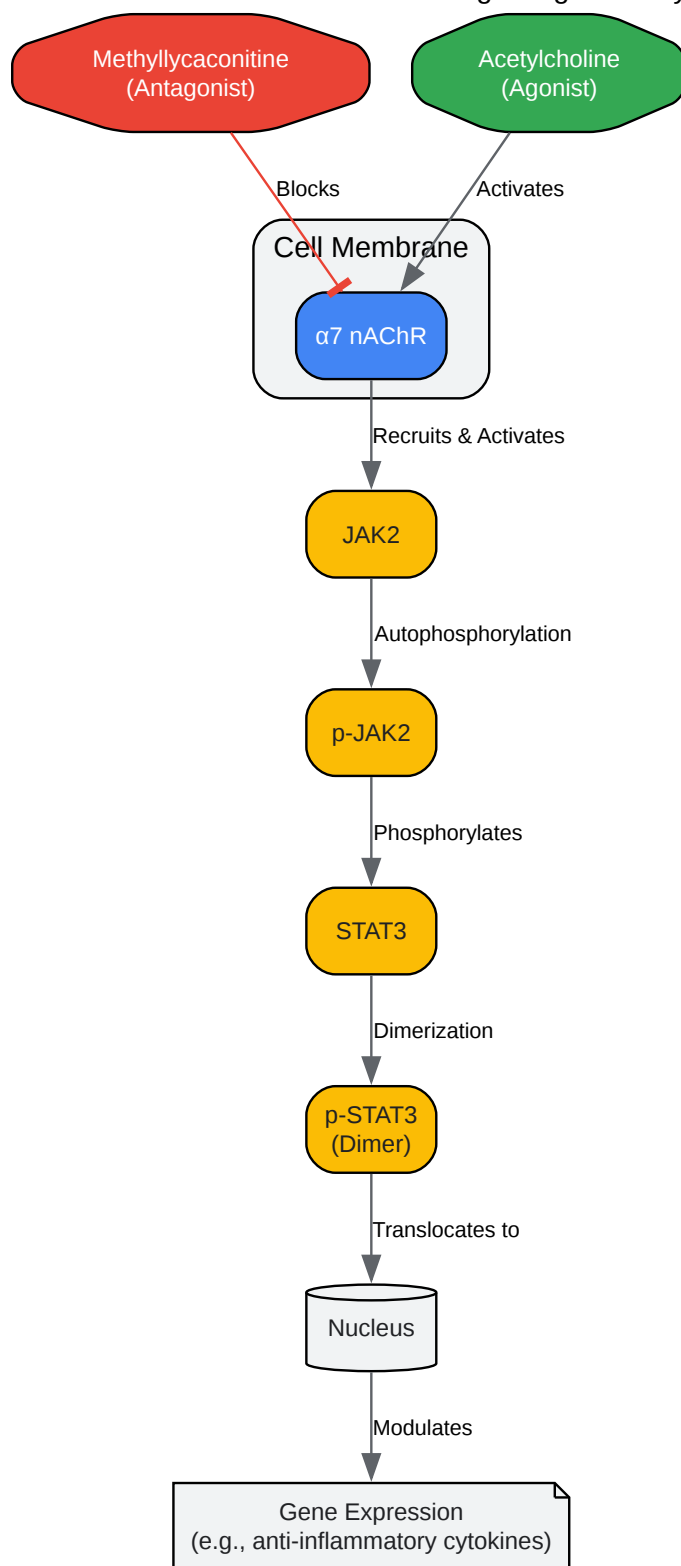 Methyllycaconitine
(Antagonist)
Acetylcholine
(Agonist)
Blocks
Activates
Cell Membrane
α7 nAChR
Recruits & Activates
JAK2
Autophosphorylation
p-JAK2
Phosphorylates
STAT3
Dimerization
p-STAT3
(Dimer)
Translocates to
Nucleus
Modulates
Gene Expression
(e.g., anti-inflammatory cytokines)